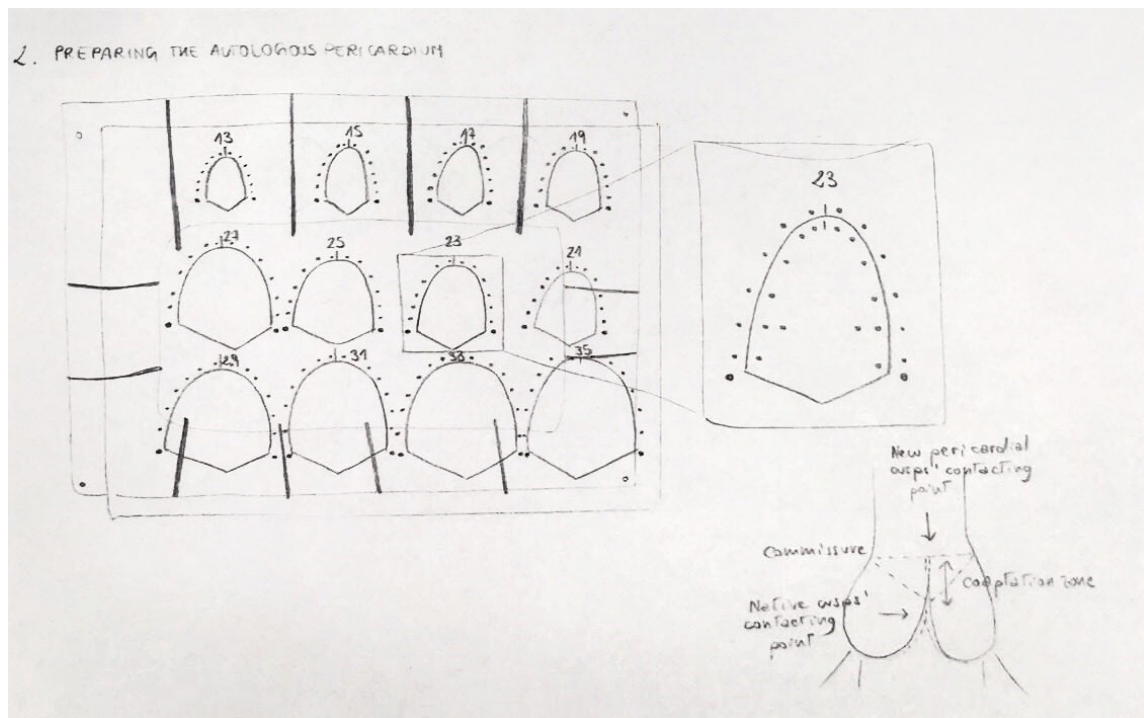 2. PREPARING THE AUTOLOGOUS PERICARDIUM
13 15 17 19
27 25 23 21
29 31 33 35
23
New pericardial
cusps' contacting
point
Commissure
Coaptation zone
Native cusps'
contacting
point